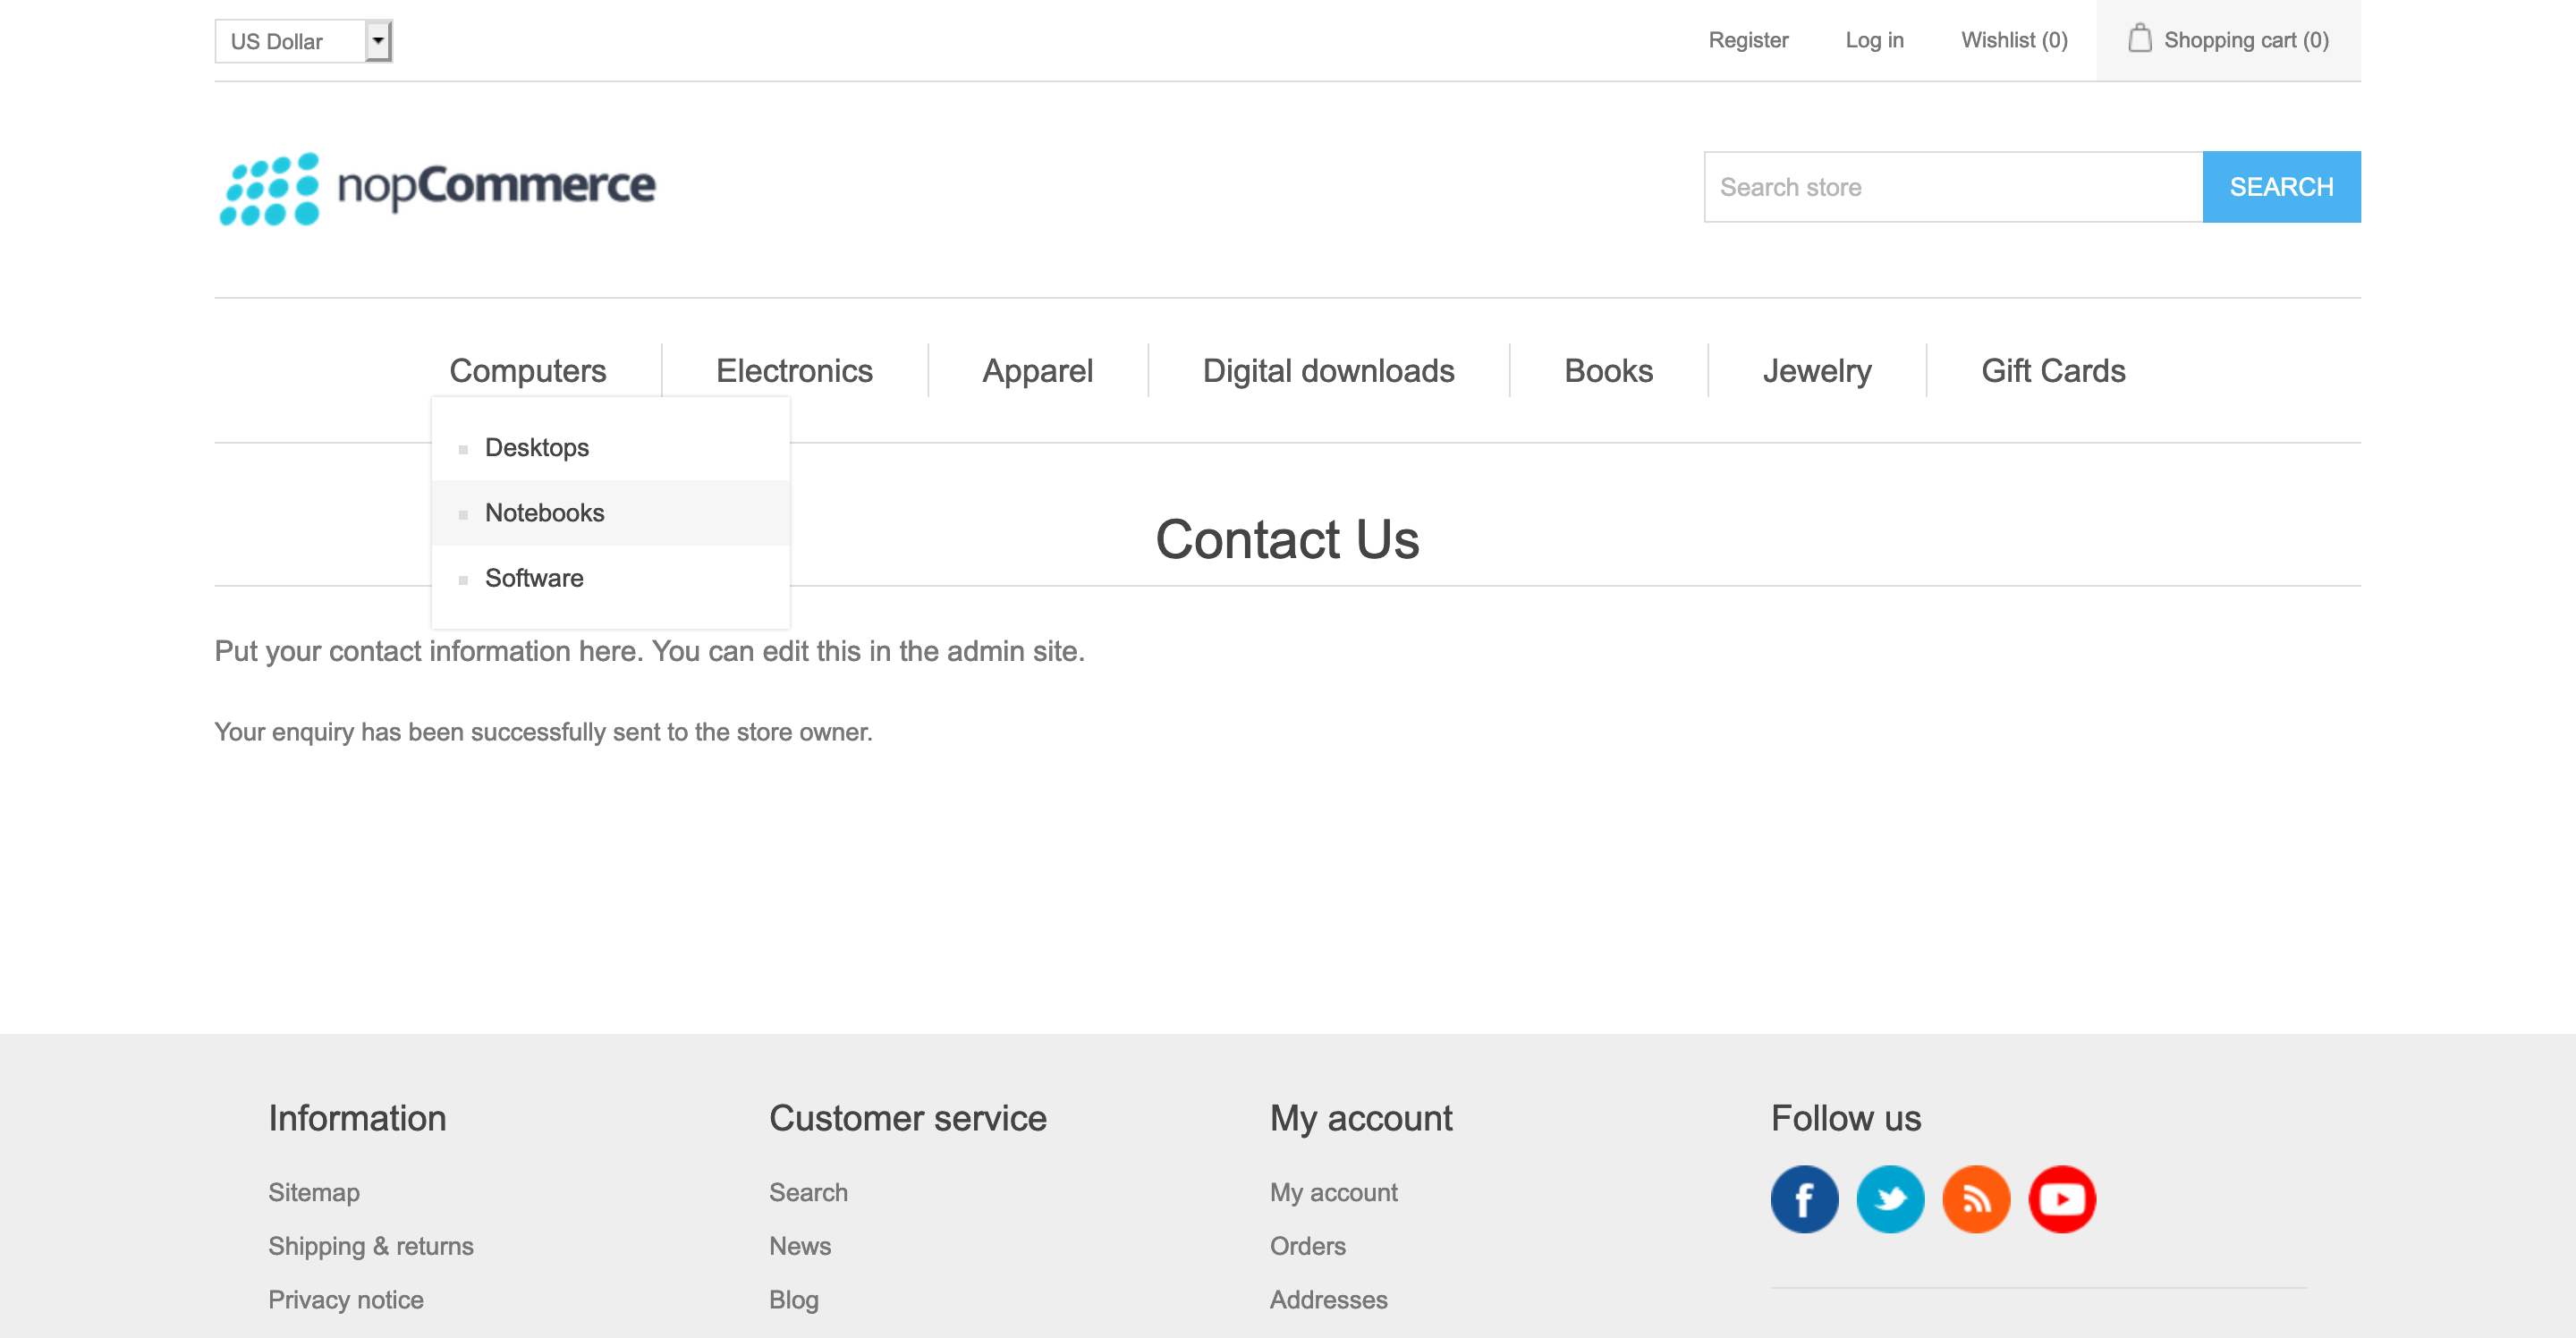 US Dollar Register Log in Wishlist (0) Shopping cart (0)
nopCommerce Search store SEARCH
Computers Electronics Apparel Digital downloads Books Jewelry Gift Cards
Desktops
Notebooks
Software
Contact Us
Put your contact information here. You can edit this in the admin site.
Your enquiry has been successfully sent to the store owner.
Information
Sitemap
Shipping & returns
Privacy notice
Customer service
Search
News
Blog
My account
My account
Orders
Addresses
Follow us